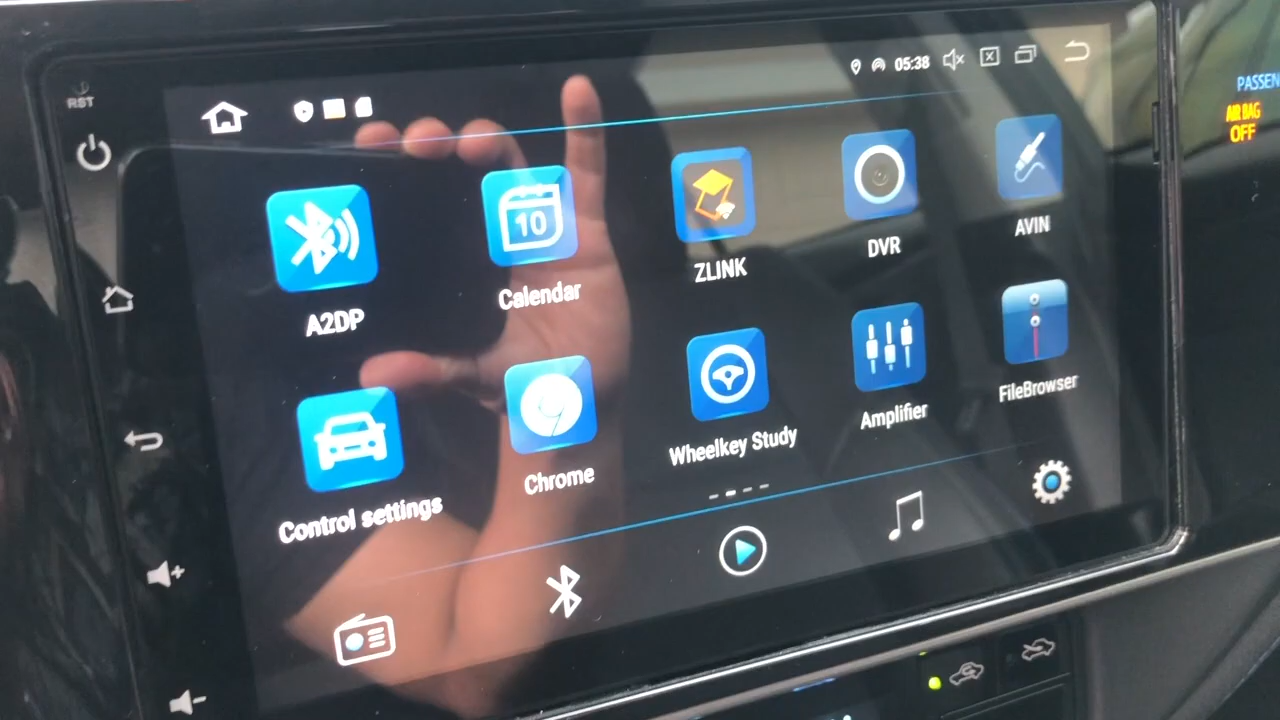 RST
05:38
PASSEN
AIR BAG
OFF
A2DP
10
Calendar
ZLINK
DVR
AVIN
Control settings
Chrome
Wheelkey Study
Amplifier
FileBrowser